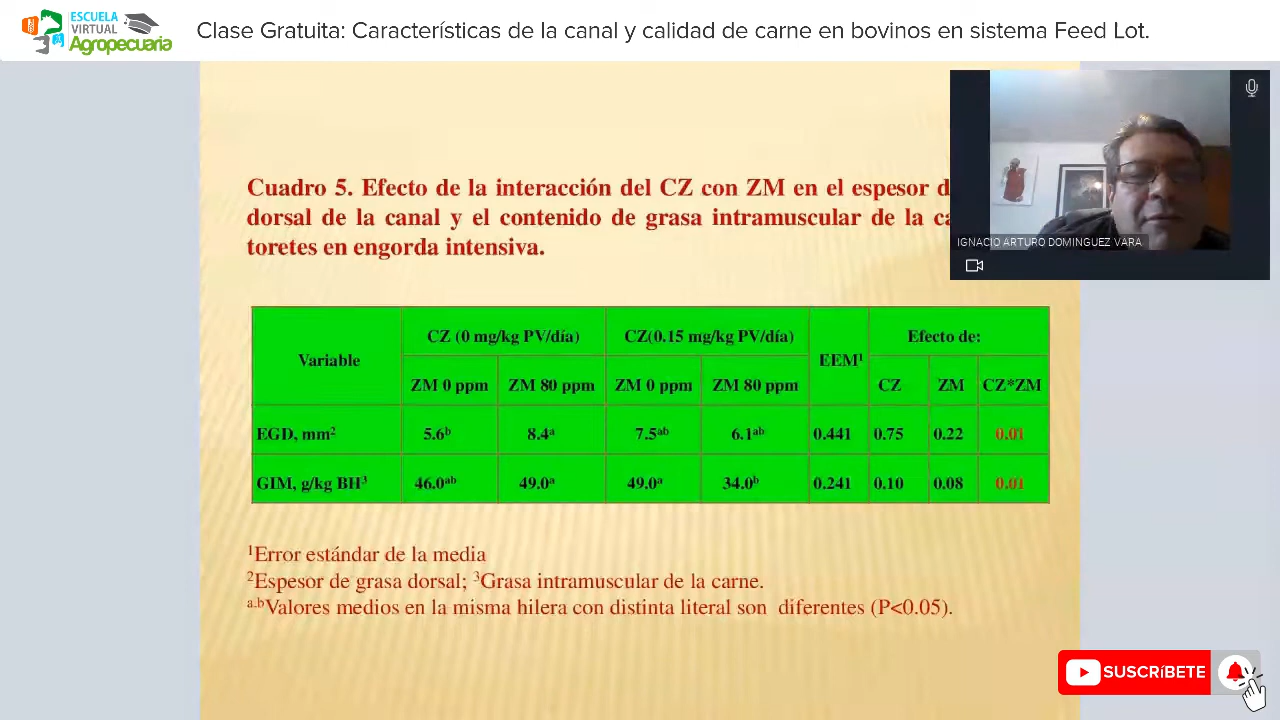 ESCUELA
VIRTUAL
Agropecuaria
Clase Gratuita: Características de la canal y calidad de carne en bovinos en sistema Feed Lot.
IGNACIO ARTURO DOMINGUEZ VARA
Cuadro 5. Efecto de la interacción del CZ con ZM en el espesor
dorsal de la canal y el contenido de grasa intramuscular de la
toretes en engorda intensiva.
Variable CZ (0 mg/kg PV/día) CZ(0.15 mg/kg PV/día) EEM¹ Efecto de:
ZM 0 ppm ZM 80 ppm ZM 0 ppm ZM 80 ppm CZ ZM CZ*ZM
EGD, mm² 5.6ᵇ 8.4ᵃ 7.5ᵃᵇ 6.1ᵃᵇ 0.441 0.75 0.22 0.01
GIM, g/kg BH³ 46.0ᵃᵇ 49.0ᵃ 49.0ᵃ 34.0ᵇ 0.241 0.10 0.08 0.01
¹Error estándar de la media
²Espesor de grasa dorsal; ³Grasa intramuscular de la carne.
ᵃ·ᵇValores medios en la misma hilera con distinta literal son diferentes (P<0.05).
SUSCRíBETE